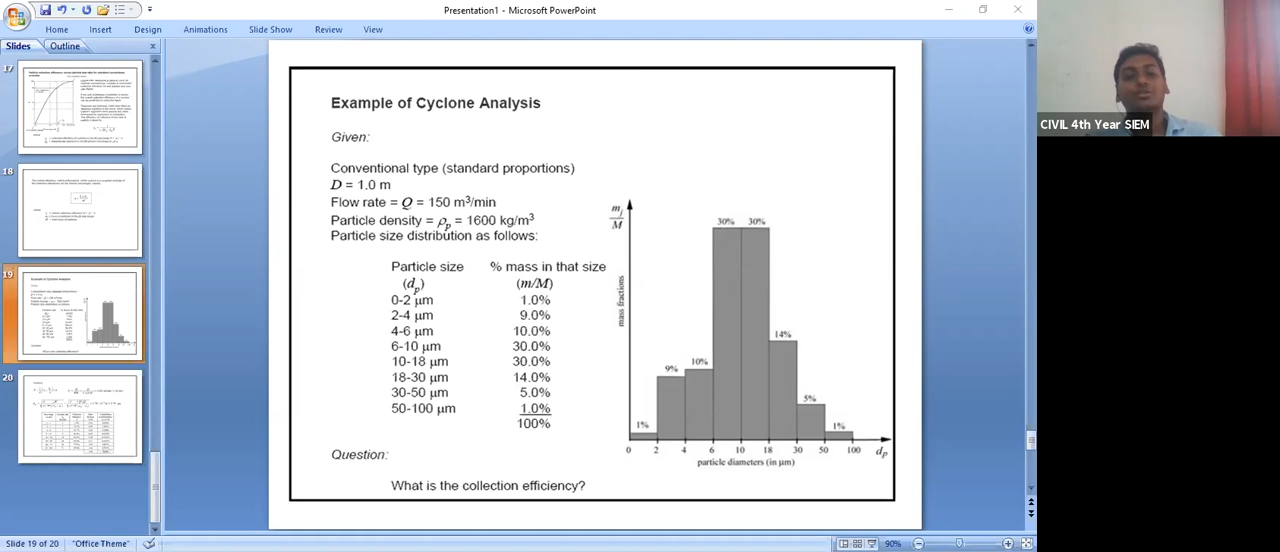 Presentation1 - Microsoft PowerPoint
Home Insert Design Animations Slide Show Review View
Slides Outline
17
18
19
20
Example of Cyclone Analysis
Given:
Conventional type (standard proportions)
D = 1.0 m
Flow rate = Q = 150 m³/min
Particle density = ρp = 1600 kg/m³
Particle size distribution as follows:
Particle size % mass in that size
(dp) (m/M)
0-2 μm 1.0%
2-4 μm 9.0%
4-6 μm 10.0%
6-10 μm 30.0%
10-18 μm 30.0%
18-30 μm 14.0%
30-50 μm 5.0%
50-100 μm 1.0%
100%
Question:
What is the collection efficiency?
mj/M
mass fractions
1% 9% 10% 30% 30% 14% 5% 1%
0 2 4 6 10 18 30 50 100 dp
particle diameters (in μm)
CIVIL 4th Year SIEM
Slide 19 of 20 "Office Theme" 90%